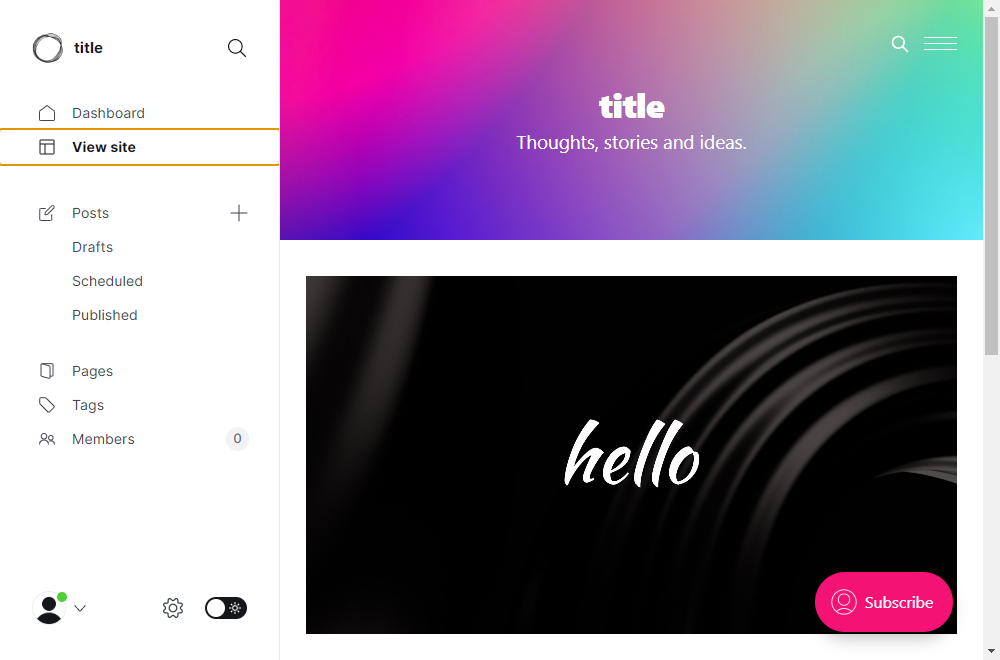 title
Dashboard
View site
Posts
Drafts
Scheduled
Published
Pages
Tags
Members 0
title
Thoughts, stories and ideas.
hello
Subscribe